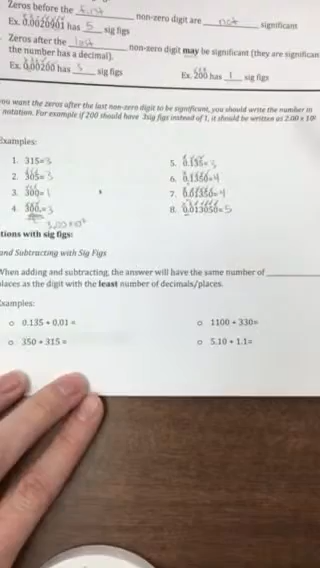 Zeros before the first non-zero digit are not significant
Ex. 0.0020901 has 5 sig figs
Zeros after the last non-zero digit may be significant (they are significan
the number has a decimal).
Ex. 0.00200 has 3 sig figs Ex. 200 has 1 sig figs
you want the zeros after the last non-zero digit to be significant, you should write the number in
notation. For example if 200 should have 3sig figs instead of 1, it should be written as 2.00 x 10²
Examples:
1. 315=3
2. 305=3
3. 300=1
4. 300.=3
3.00×10²
5. 0.135=3
6. 0.1350=4
7. 0.01350=4
8. 0.013050=5
tions with sig figs:
and Subtracting with Sig Figs
When adding and subtracting, the answer will have the same number of
places as the digit with the least number of decimals/places.
Examples:
o 0.135 + 0.01 =
o 350 + 315 =
o 1100 + 330=
o 5.10 + 1.1=